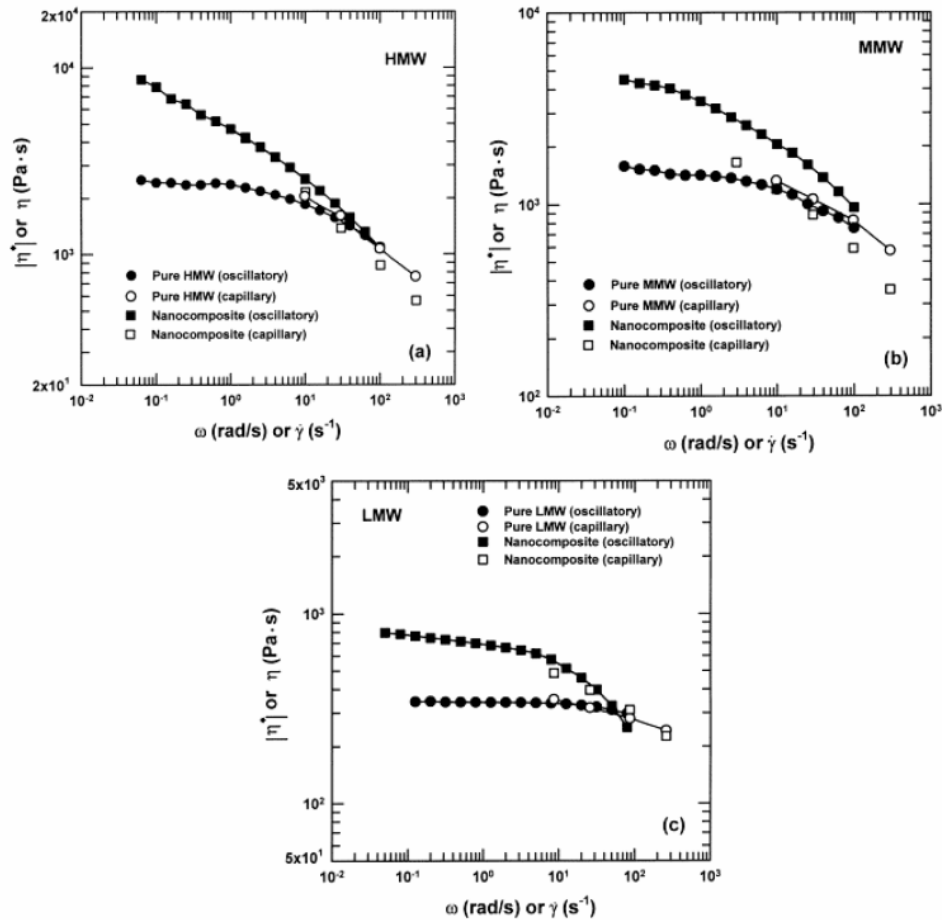 HMW
2x10⁴
10⁴
10³
2x10¹
|η*| or η (Pa·s)
Pure HMW (oscillatory)
Pure HMW (capillary)
Nanocomposite (oscillatory)
Nanocomposite (capillary)
(a)
10⁻² 10⁻¹ 10⁰ 10¹ 10² 10³
ω (rad/s) or γ̇ (s⁻¹)
MMW
10⁴
10³
10²
|η*| or η (Pa·s)
Pure MMW (oscillatory)
Pure MMW (capillary)
Nanocomposite (oscillatory)
Nanocomposite (capillary)
(b)
10⁻² 10⁻¹ 10⁰ 10¹ 10² 10³
ω (rad/s) or γ̇ (s⁻¹)
LMW
5x10³
10³
10²
5x10¹
|η*| or η (Pa·s)
Pure LMW (oscillatory)
Pure LMW (capillary)
Nanocomposite (oscillatory)
Nanocomposite (capillary)
(c)
10⁻² 10⁻¹ 10⁰ 10¹ 10² 10³
ω (rad/s) or γ̇ (s⁻¹)